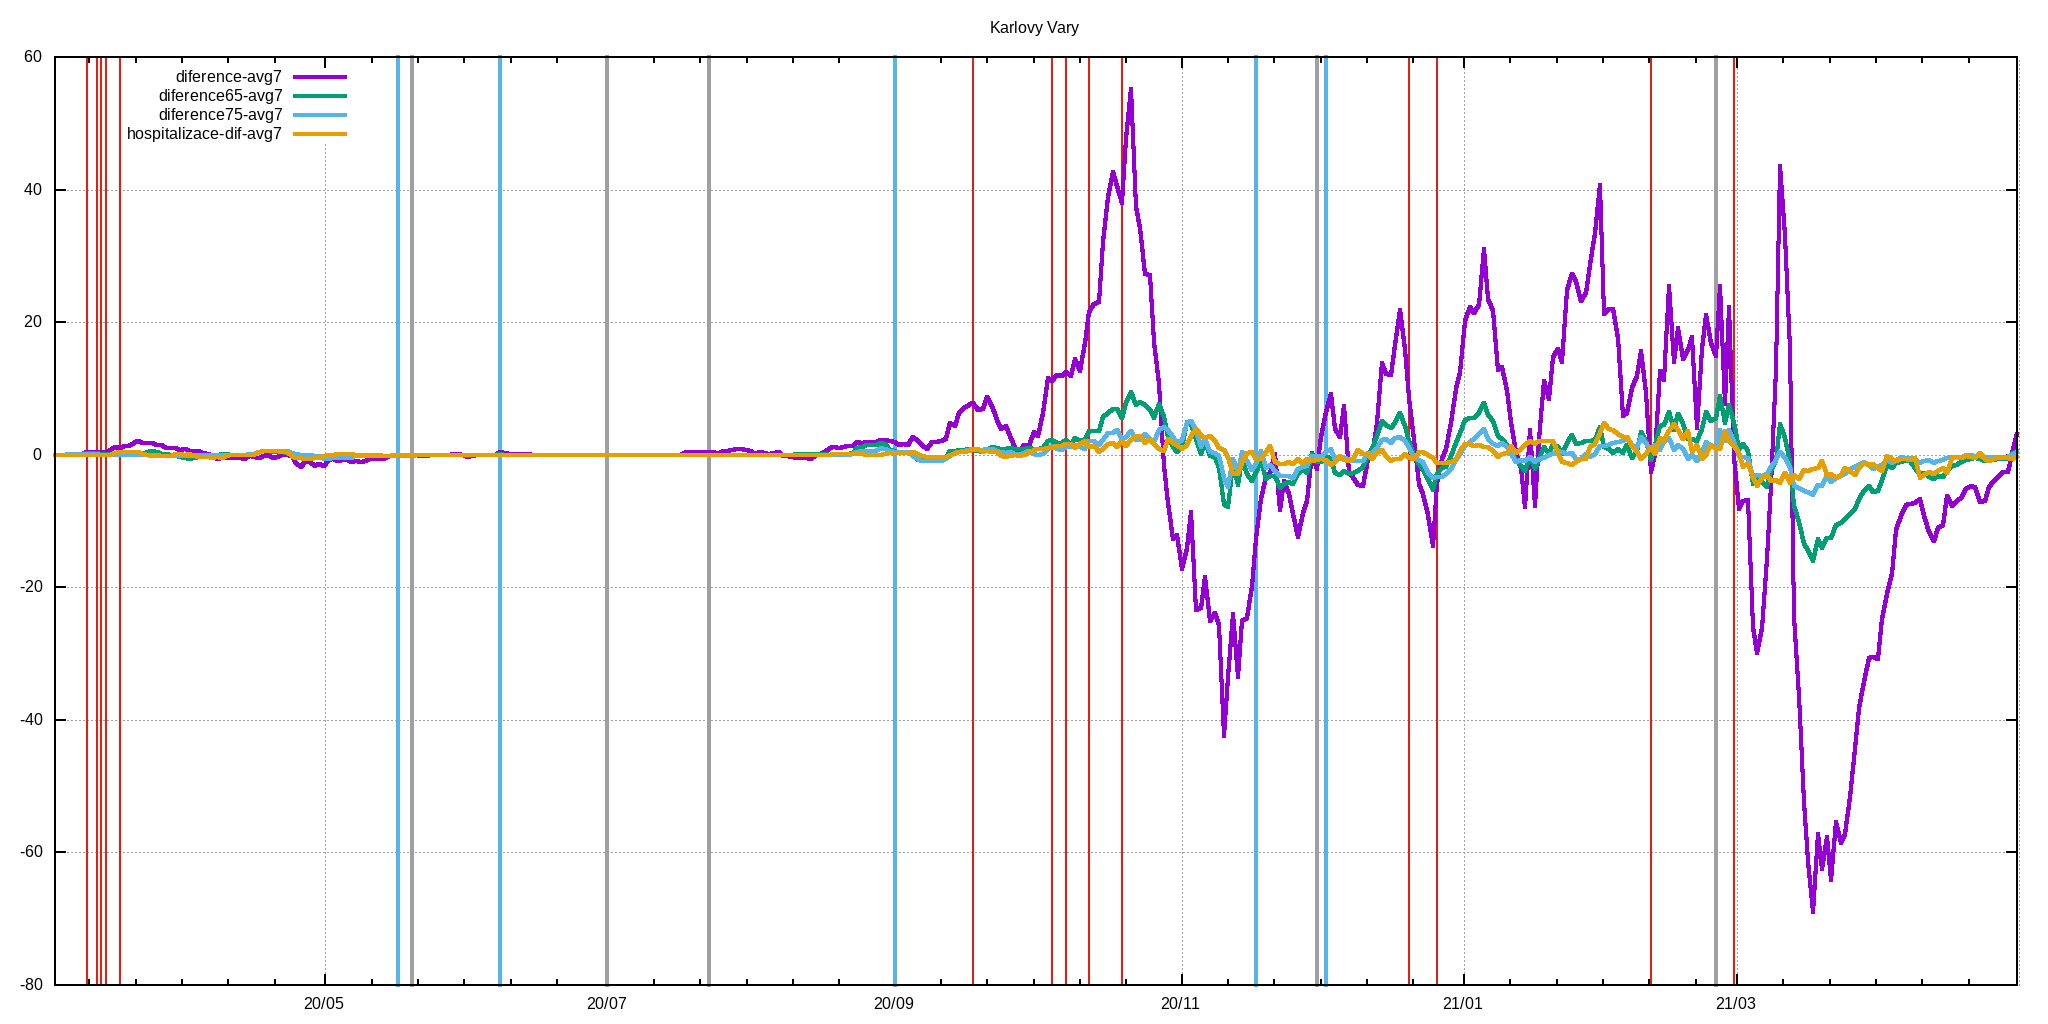 Karlovy Vary
60
diference-avg7
diference65-avg7
diference75-avg7
hospitalizace-dif-avg7
40
20
0
-20
-40
-60
-80
20/05
20/07
20/09
20/11
21/01
21/03